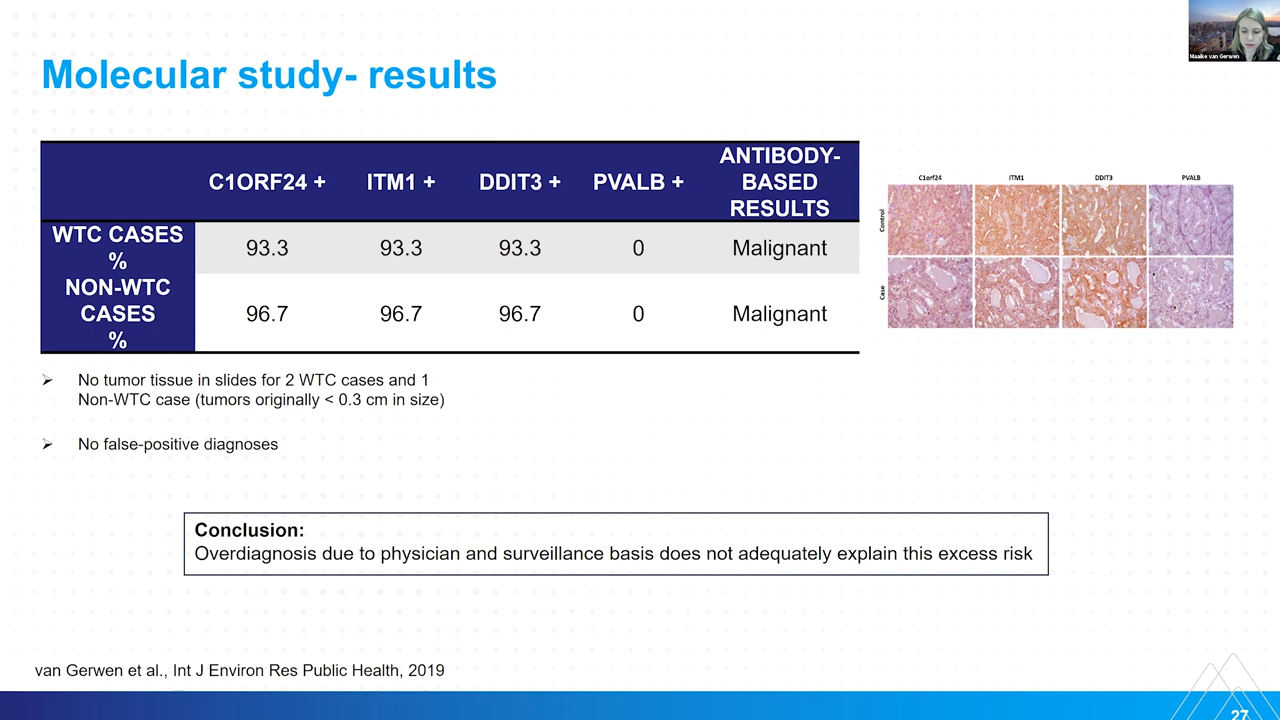 Maaike van Gerwen
Molecular study- results
C1ORF24 + ITM1 + DDIT3 + PVALB + ANTIBODY-
BASED
RESULTS
WTC CASES
%
93.3 93.3 93.3 0 Malignant
NON-WTC
CASES
%
96.7 96.7 96.7 0 Malignant
C1orf24 ITM1 DDIT3 PVALB
Control
Case
No tumor tissue in slides for 2 WTC cases and 1
Non-WTC case (tumors originally < 0.3 cm in size)
No false-positive diagnoses
Conclusion:
Overdiagnosis due to physician and surveillance basis does not adequately explain this excess risk
van Gerwen et al., Int J Environ Res Public Health, 2019
27